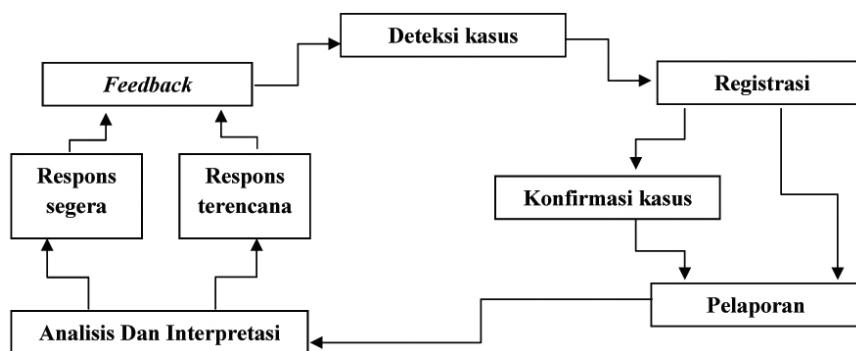 Deteksi kasus
Feedback
Registrasi
Respons
segera
Respons
terencana
Konfirmasi kasus
Pelaporan
Analisis Dan Interpretasi